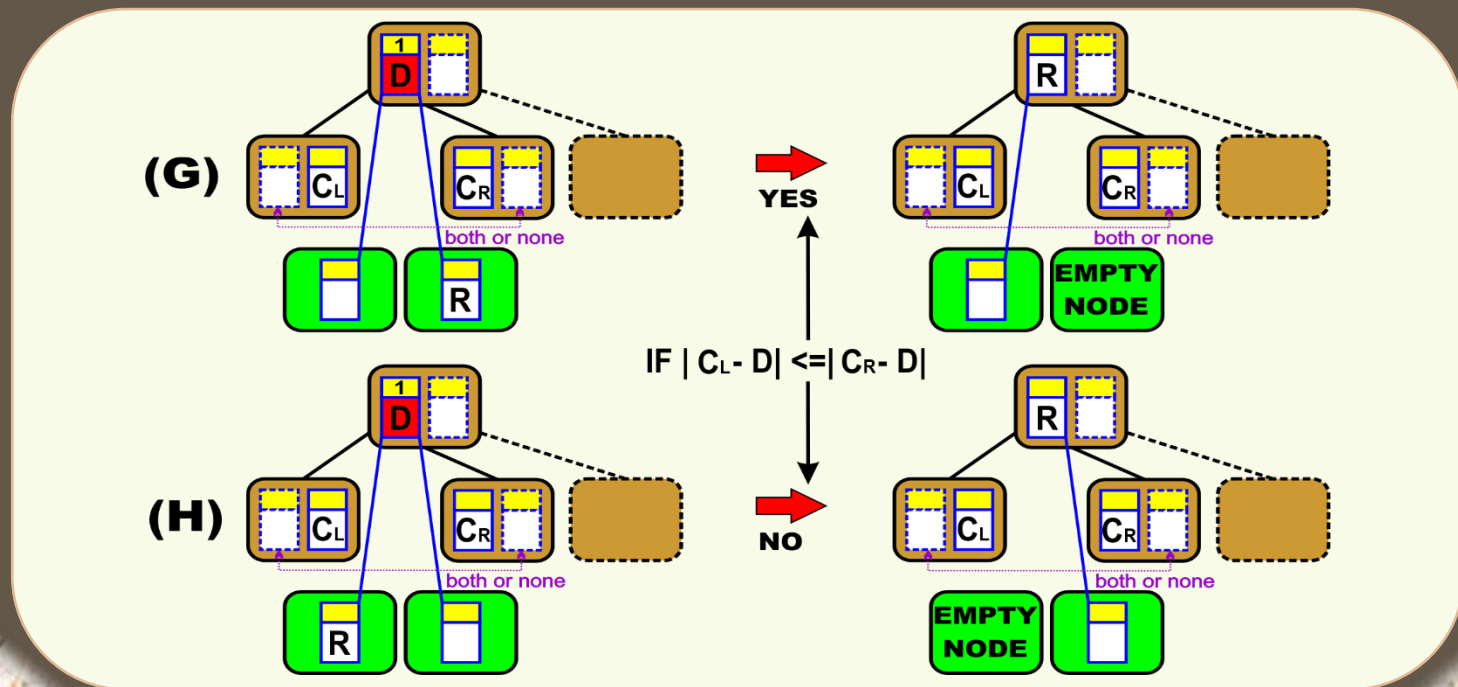 1
D
R
(G)
CL
CR
YES
CL
CR
both or none
both or none
R
EMPTY
NODE
IF | CL - D| <=| CR - D|
1
D
R
(H)
CL
CR
NO
CL
CR
both or none
both or none
R
EMPTY
NODE